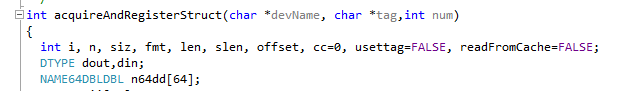 int acquireAndRegisterStruct(char *devName, char *tag,int num)
{
int i, n, siz, fmt, len, slen, offset, cc=0, usettag=FALSE, readFromCache=FALSE;
DTYPE dout,din;
NAME64DBLDBL n64dd[64];